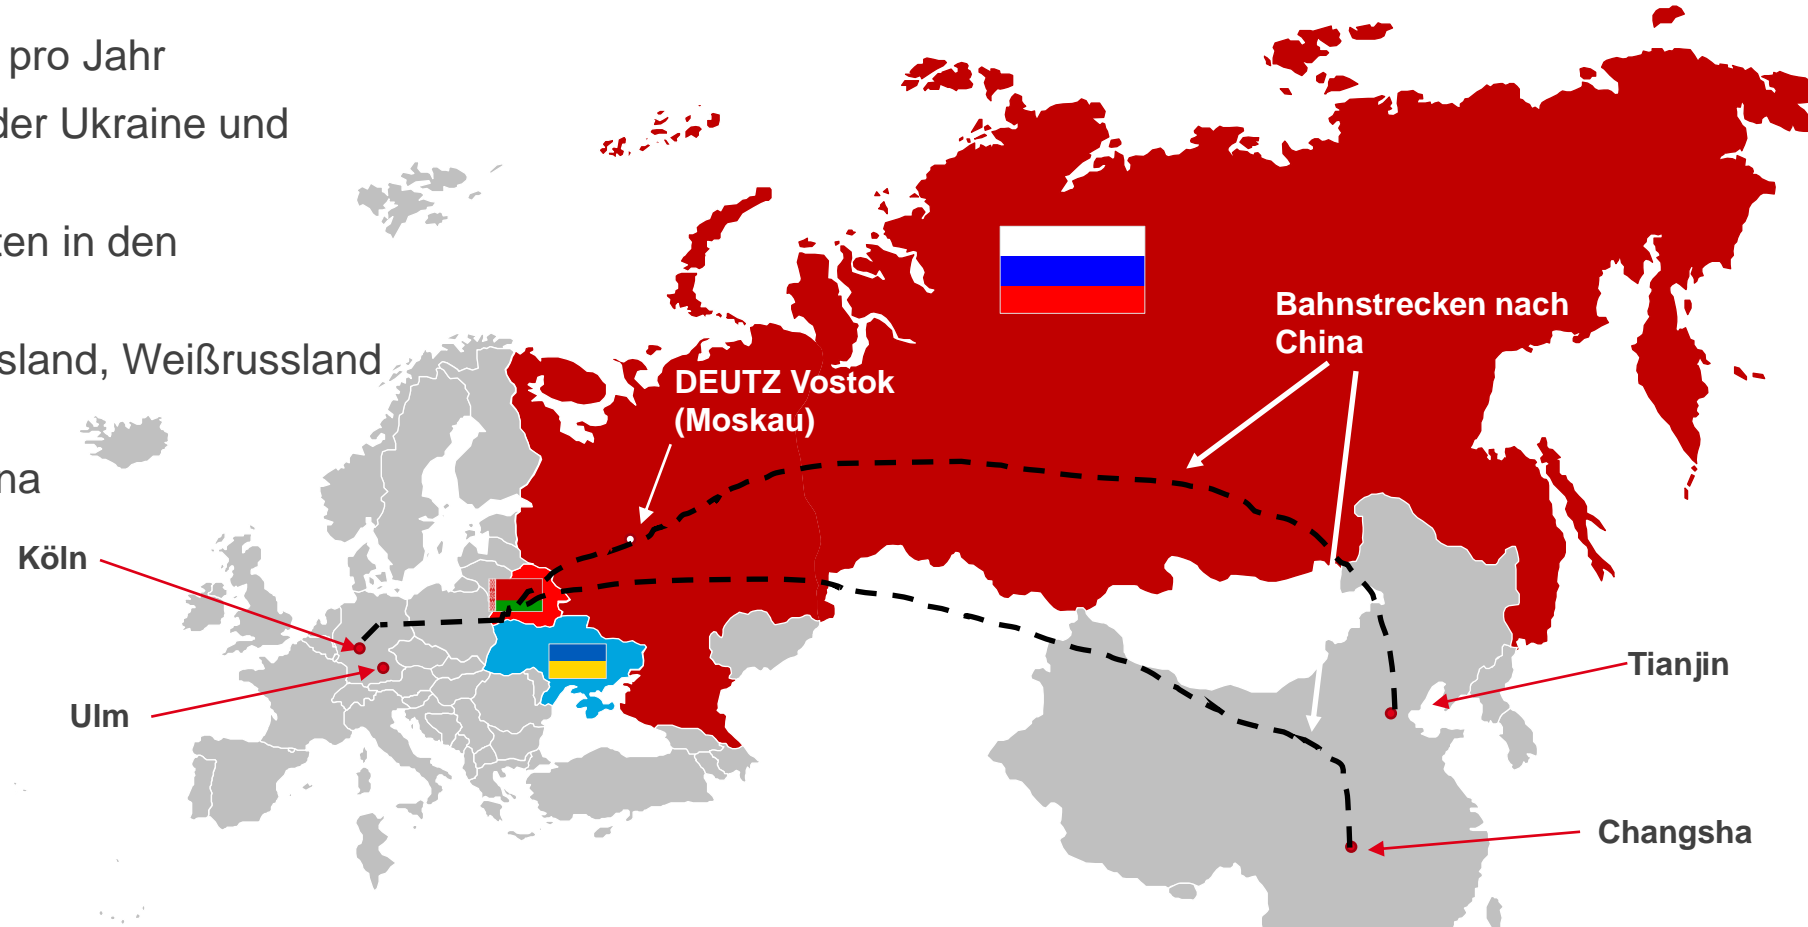 pro Jahr
der Ukraine und
ten in den
sland, Weißrussland
na
Bahnstrecken nach
China
DEUTZ Vostok
(Moskau)
Köln
Ulm
Tianjin
Changsha